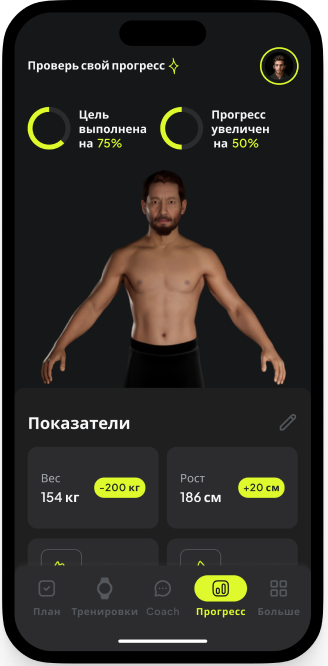 Проверь свой прогресс
Цель
выполнена
на 75%
Прогресс
увеличен
на 50%
Показатели
Вес
154 кг
-200 кг
Рост
186 см
+20 см
План
Тренировки
Coach
Прогресс
Больше